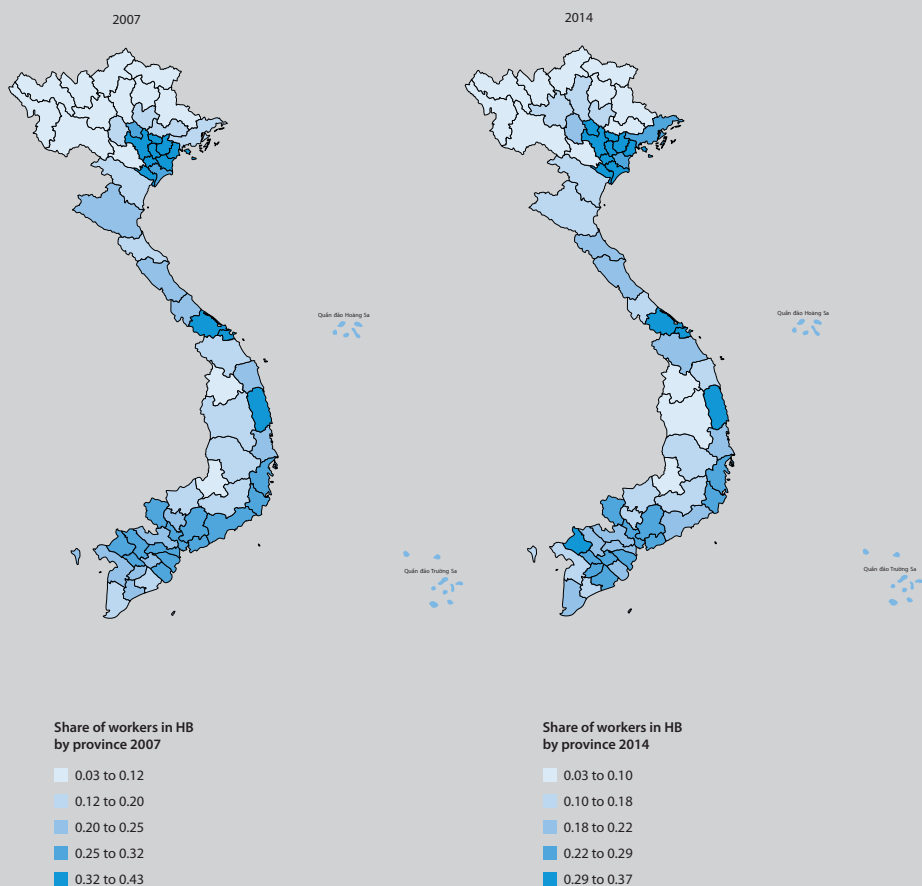 2007
2014
Quần đảo Hoàng Sa
Quần đảo Hoàng Sa
Quần đảo Trường Sa
Quần đảo Trường Sa
Share of workers in HB
by province 2007
0.03 to 0.12
0.12 to 0.20
0.20 to 0.25
0.25 to 0.32
0.32 to 0.43
Share of workers in HB
by province 2014
0.03 to 0.10
0.10 to 0.18
0.18 to 0.22
0.22 to 0.29
0.29 to 0.37